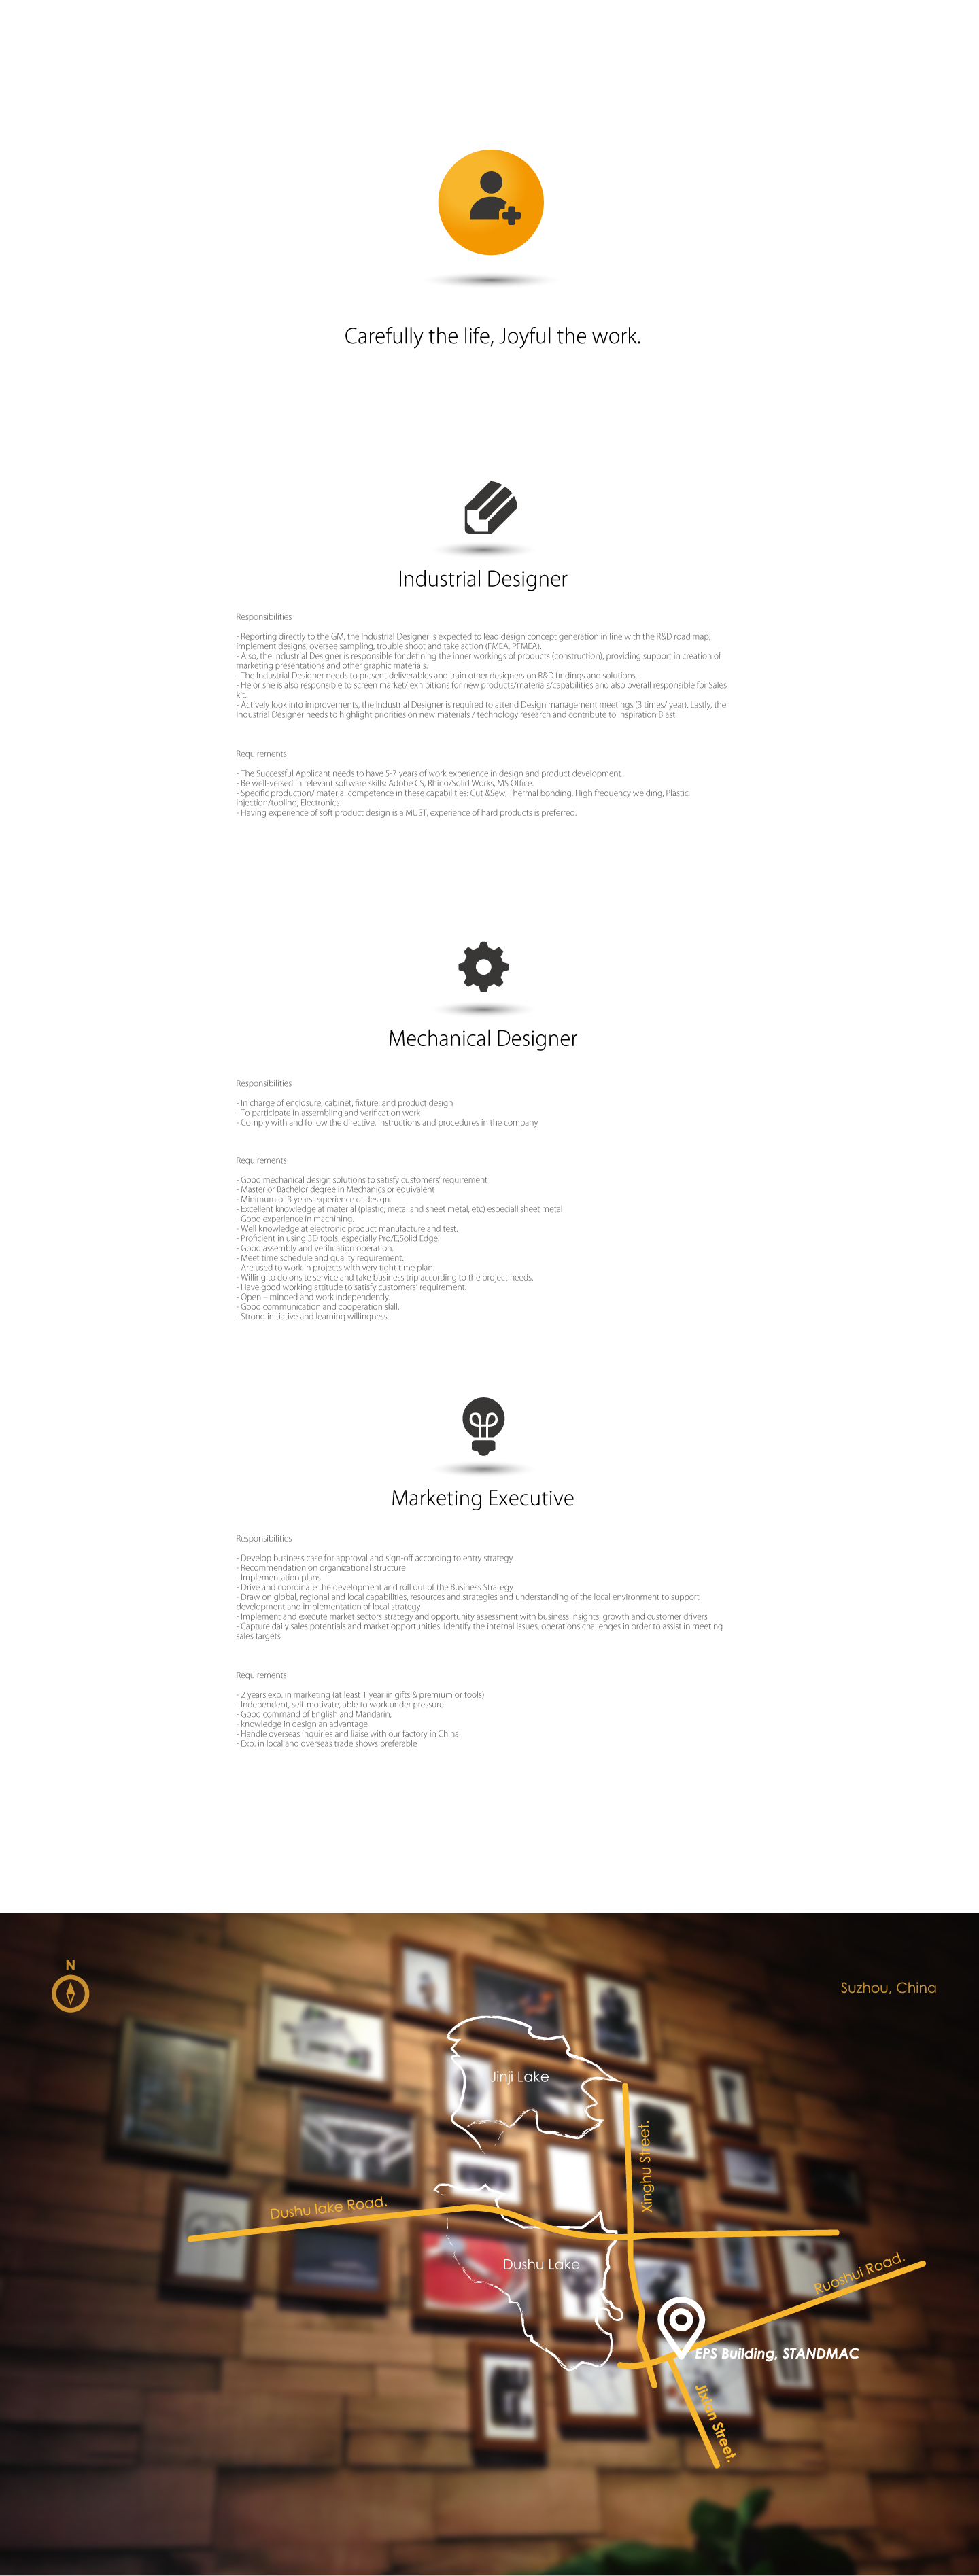 Carefully the life, Joyful the work.
Industrial Designer
Responsibilities
- Reporting directly to the GM, the Industrial Designer is expected to lead design concept generation in line with the R&D road map,
implement designs, oversee sampling, trouble shoot and take action (FMEA, PFMEA).
- Also, the Industrial Designer is responsible for defining the inner workings of products (construction), providing support in creation of
marketing presentations and other graphic materials.
- The Industrial Designer needs to present deliverables and train other designers on R&D findings and solutions.
- He or she is also responsible to screen market/ exhibitions for new products/materials/capabilities and also overall responsible for Sales
kit.
- Actively look into improvements, the Industrial Designer is required to attend Design management meetings (3 times/ year). Lastly, the
Industrial Designer needs to highlight priorities on new materials / technology research and contribute to Inspiration Blast.
Requirements
- The Successful Applicant needs to have 5-7 years of work experience in design and product development.
- Be well-versed in relevant software skills: Adobe CS, Rhino/Solid Works, MS Office.
- Specific production/ material competence in these capabilities: Cut &Sew, Thermal bonding, High frequency welding, Plastic
injection/tooling, Electronics.
- Having experience of soft product design is a MUST, experience of hard products is preferred.
Mechanical Designer
Responsibilities
- In charge of enclosure, cabinet, fixture, and product design
- To participate in assembling and verification work
- Comply with and follow the directive, instructions and procedures in the company
Requirements
- Good mechanical design solutions to satisfy customers' requirement
- Master or Bachelor degree in Mechanics or equivalent
- Minimum of 3 years experience of design.
- Excellent knowledge at material (plastic, metal and sheet metal, etc) especiall sheet metal
- Good experience in machining.
- Well knowledge at electronic product manufacture and test.
- Proficient in using 3D tools, especially Pro/E,Solid Edge.
- Good assembly and verification operation.
- Meet time schedule and quality requirement.
- Are used to work in projects with very tight time plan.
- Willing to do onsite service and take business trip according to the project needs.
- Have good working attitude to satisfy customers' requirement.
- Open – minded and work independently.
- Good communication and cooperation skill.
- Strong initiative and learning willingness.
Marketing Executive
Responsibilities
- Develop business case for approval and sign-off according to entry strategy
- Recommendation on organizational structure
- Implementation plans
- Drive and coordinate the development and roll out of the Business Strategy
- Draw on global, regional and local capabilities, resources and strategies and understanding of the local environment to support
development and implementation of local strategy
- Implement and execute market sectors strategy and opportunity assessment with business insights, growth and customer drivers
- Capture daily sales potentials and market opportunities. Identify the internal issues, operations challenges in order to assist in meeting
sales targets
Requirements
- 2 years exp. in marketing (at least 1 year in gifts & premium or tools)
- Independent, self-motivate, able to work under pressure
- Good command of English and Mandarin,
- knowledge in design an advantage
- Handle overseas inquiries and liaise with our factory in China
- Exp. in local and overseas trade shows preferable
N
Suzhou, China
Jinji Lake
Xinghu Street.
Dushu lake Road.
Dushu Lake
Ruoshui Road.
EPS Building, STANDMAC
Jixian Street.